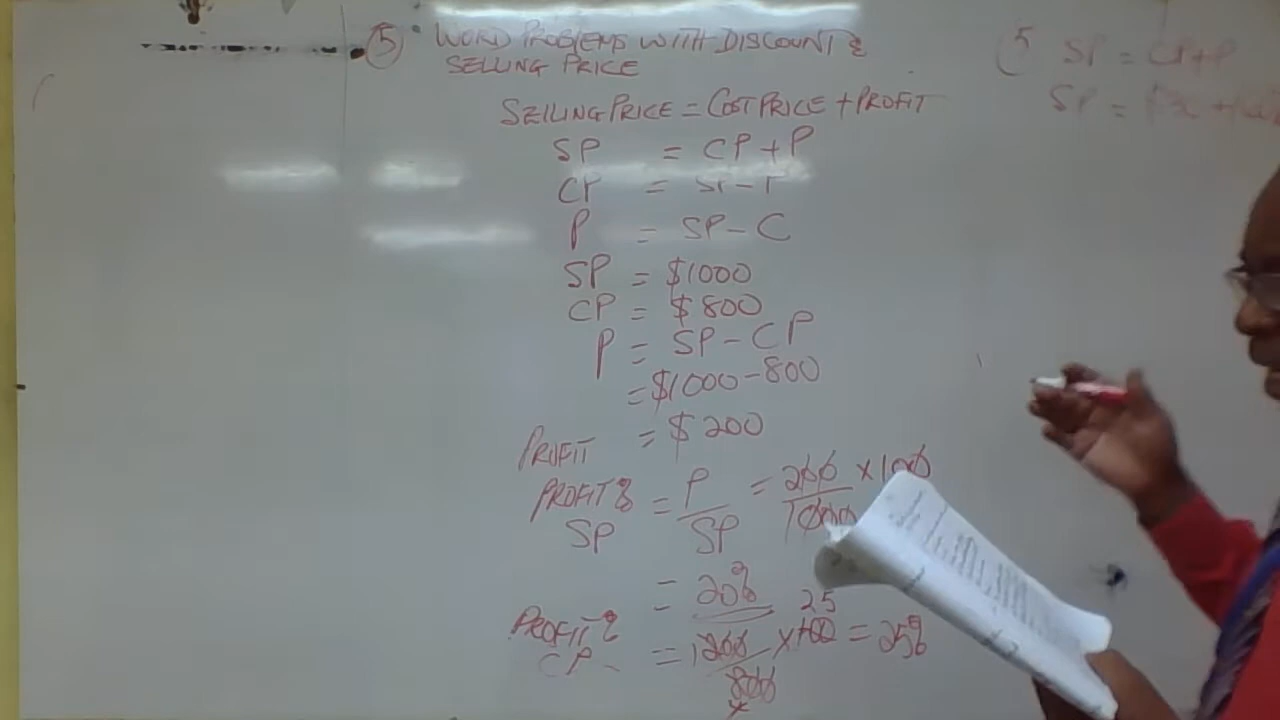 5 WORD PROBLEMS WITH DISCOUNT &
SELLING PRICE
SELLING PRICE = COST PRICE + PROFIT
SP = CP + P
CP = SP - P
P = SP - C
SP = $1000
CP = $800
P = SP - CP
= $1000 - 800
PROFIT = $200
PROFIT % SP = P / SP = 200 / 1000 × 100
= 20%
PROFIT % CP = 200 / 800 × 100 25 = 25%
5 SP = CP + P
SP =